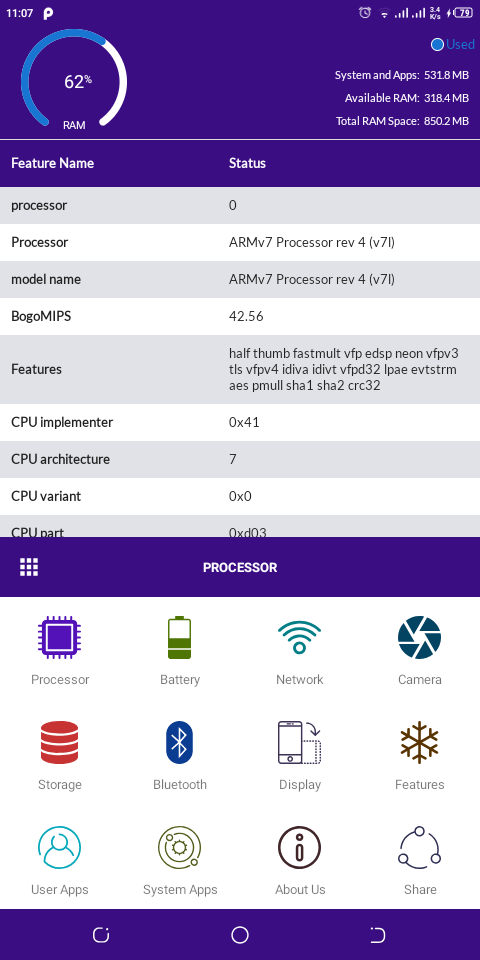 11:07 3.4 K/s 79
Used
62%
RAM
System and Apps: 531.8 MB
Available RAM: 318.4 MB
Total RAM Space: 850.2 MB
Feature Name Status
processor 0
Processor ARMv7 Processor rev 4 (v7l)
model name ARMv7 Processor rev 4 (v7l)
BogoMIPS 42.56
Features half thumb fastmult vfp edsp neon vfpv3
tls vfpv4 idiva idivt vfpd32 lpae evtstrm
aes pmull sha1 sha2 crc32
CPU implementer 0x41
CPU architecture 7
CPU variant 0x0
CPU part 0xd03
PROCESSOR
Processor Battery Network Camera
Storage Bluetooth Display Features
User Apps System Apps About Us Share